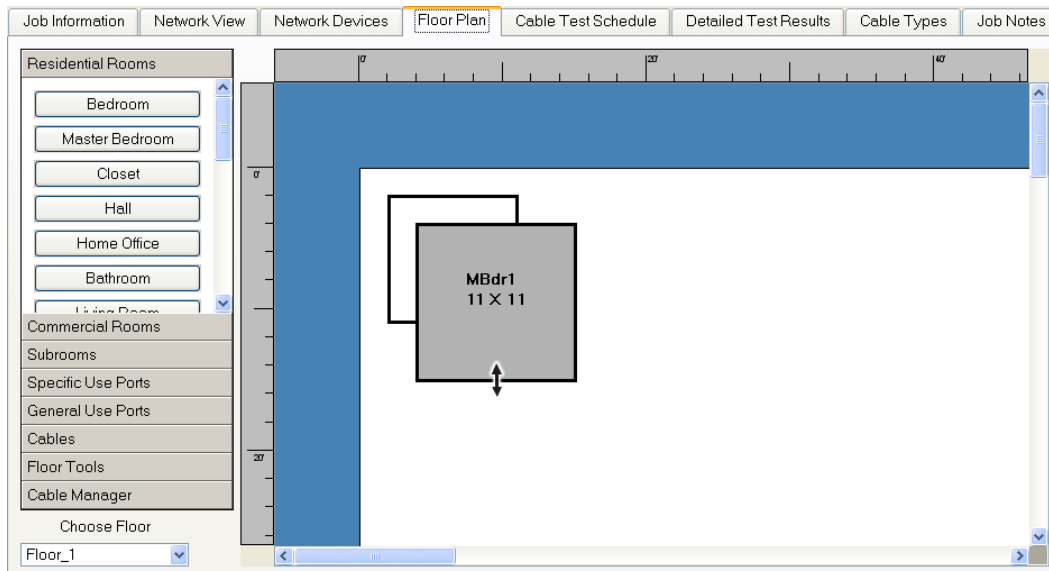 Job Information Network View Network Devices Floor Plan Cable Test Schedule Detailed Test Results Cable Types Job Notes
Residential Rooms
Bedroom
Master Bedroom
Closet
Hall
Home Office
Bathroom
Living Room
Commercial Rooms
Subrooms
Specific Use Ports
General Use Ports
Cables
Floor Tools
Cable Manager
Choose Floor
Floor_1
0' 20' 40'
0'
20'
MBdr1
11 X 11